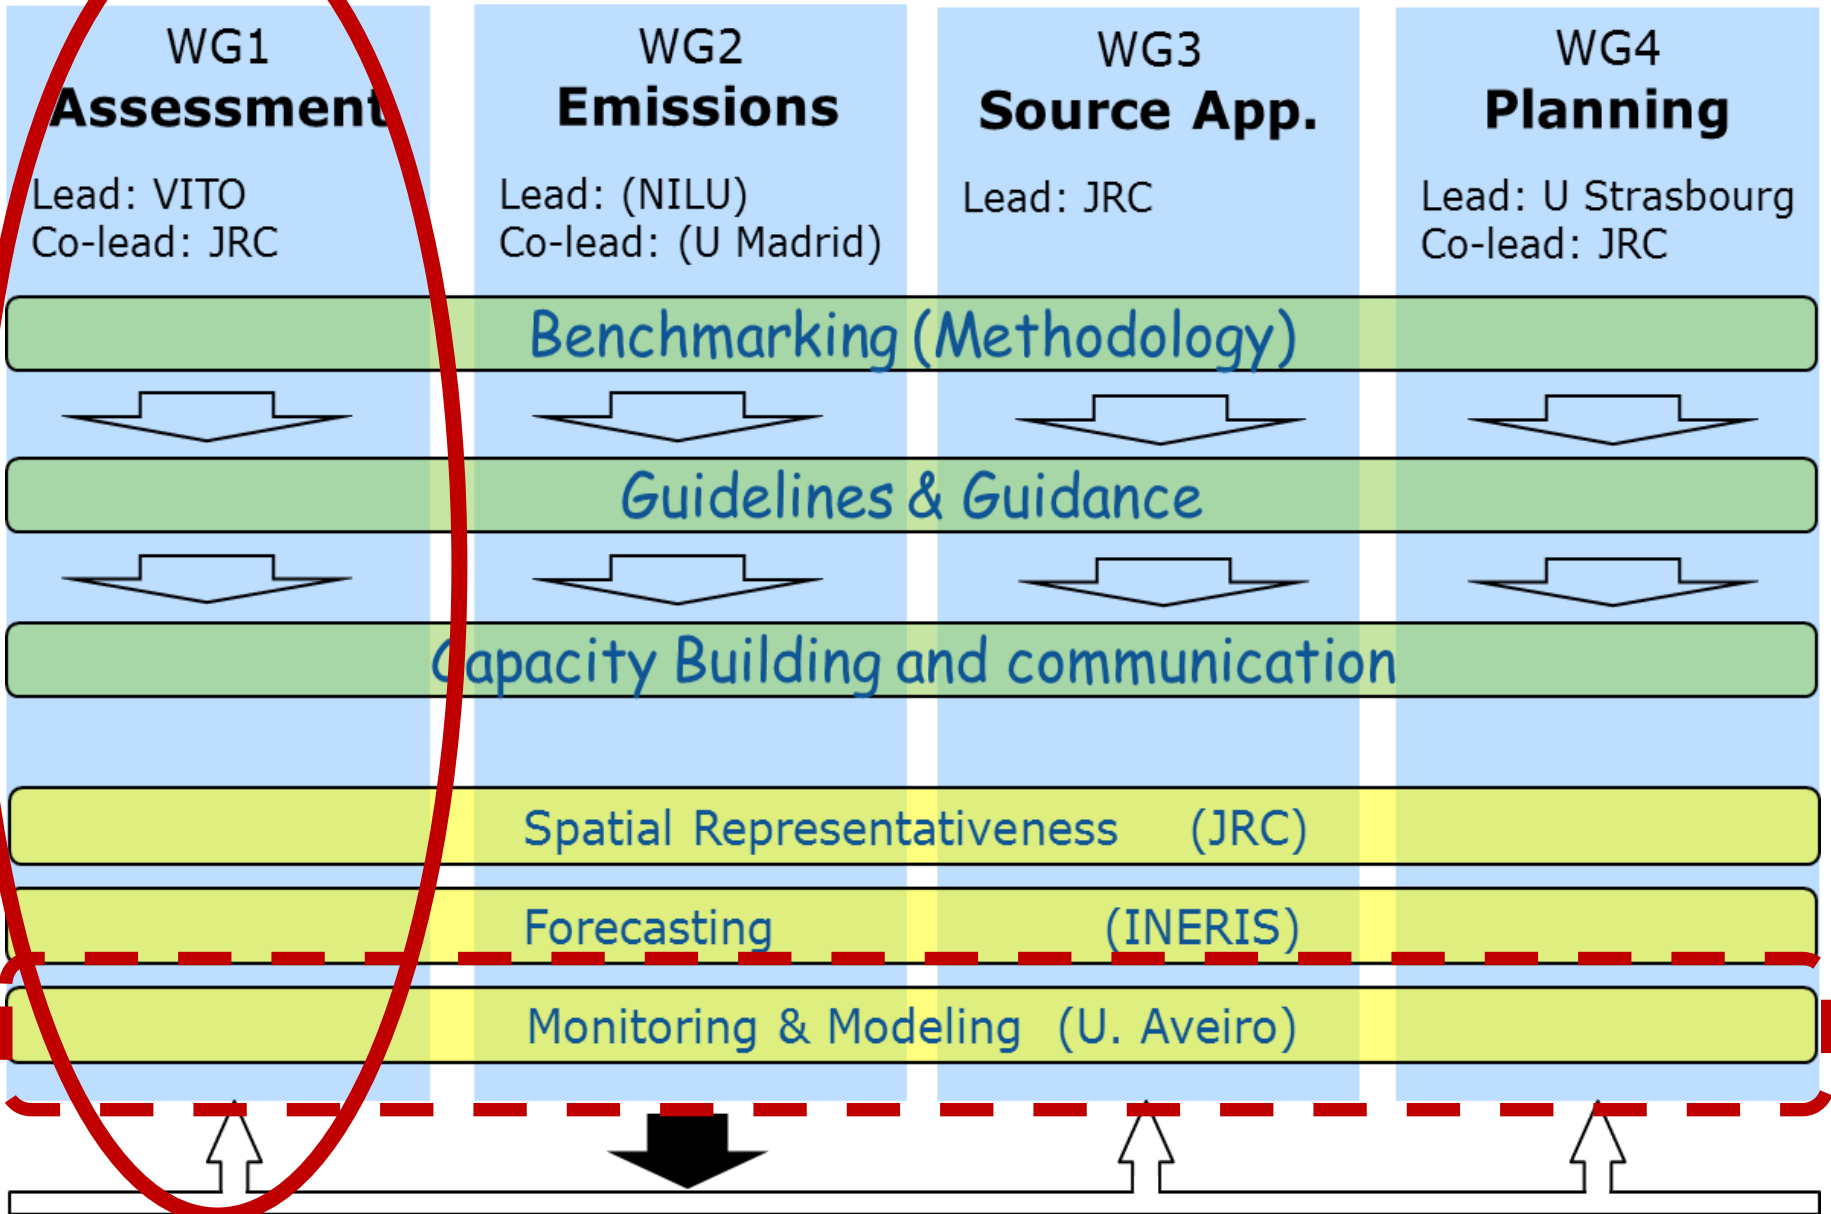 WG1
Assessment
Lead: VITO
Co-lead: JRC
WG2
Emissions
Lead: (NILU)
Co-lead: (U Madrid)
WG3
Source App.
Lead: JRC
WG4
Planning
Lead: U Strasbourg
Co-lead: JRC
Benchmarking (Methodology)
Guidelines & Guidance
Capacity Building and communication
Spatial Representativeness (JRC)
Forecasting (INERIS)
Monitoring & Modeling (U. Aveiro)